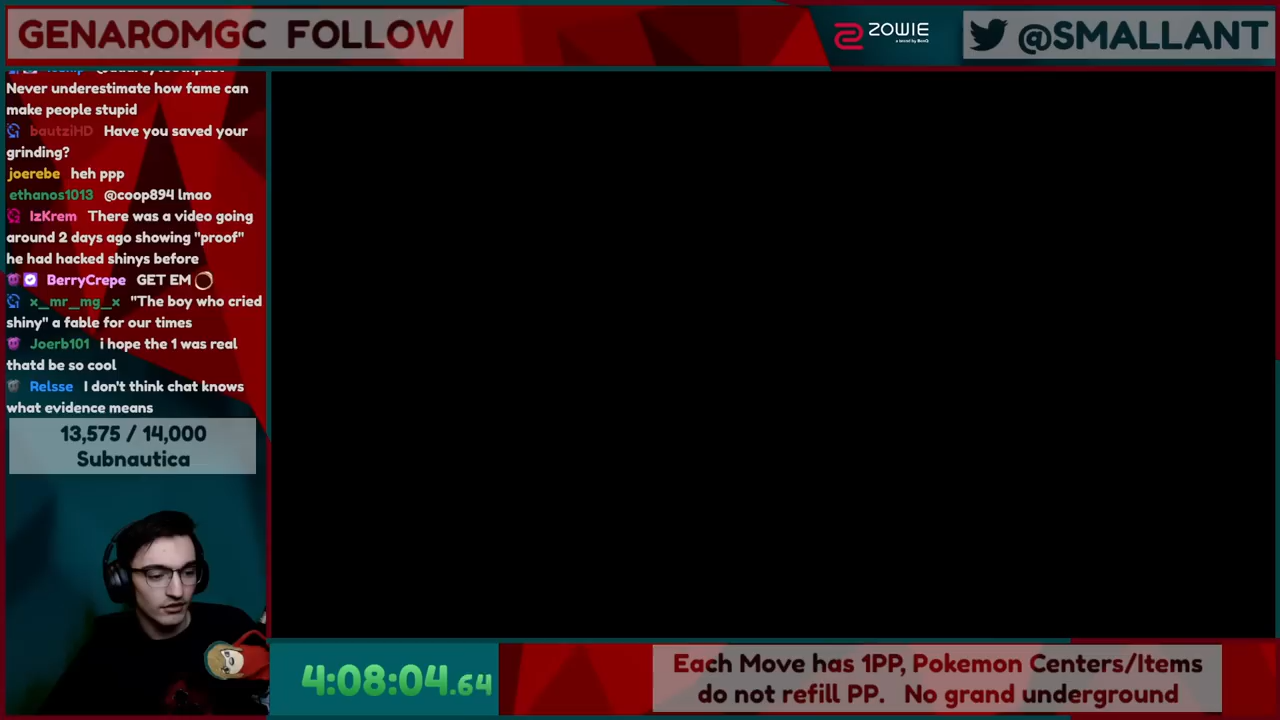 GENAROMGC FOLLOW
ZOWIE
@SMALLANT
Never underestimate how fame can
make people stupid
bautziHD Have you saved your
grinding?
joerebe heh ppp
ethanos1013 @coop894 lmao
IzKrem There was a video going
around 2 days ago showing "proof"
he had hacked shinys before
BerryCrepe GET EM
x_mr_mg_x "The boy who cried
shiny" a fable for our times
Joerb101 i hope the 1 was real
thatd be so cool
Relsse I don't think chat knows
what evidence means
13,575 / 14,000
Subnautica
4:08:04.64
Each Move has 1PP, Pokemon Centers/Items
do not refill PP. No grand underground